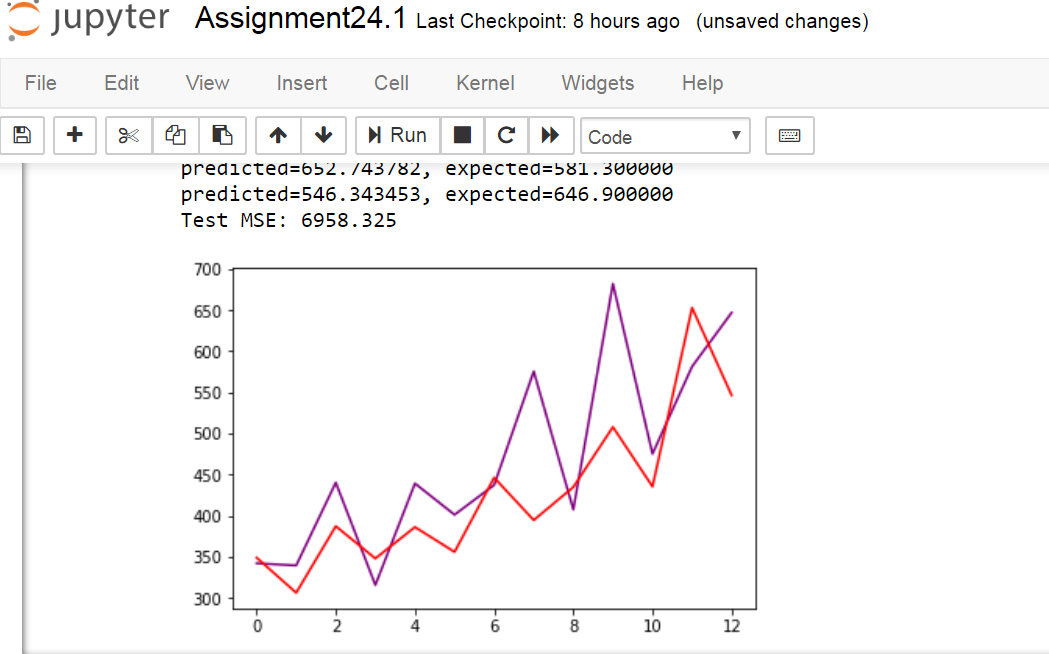 jupyter Assignment24.1 Last Checkpoint: 8 hours ago (unsaved changes)
File Edit View Insert Cell Kernel Widgets Help
Run Code
predicted=652.743782, expected=581.300000
predicted=546.343453, expected=646.900000
Test MSE: 6958.325
700
650
600
550
500
450
400
350
300
0 2 4 6 8 10 12